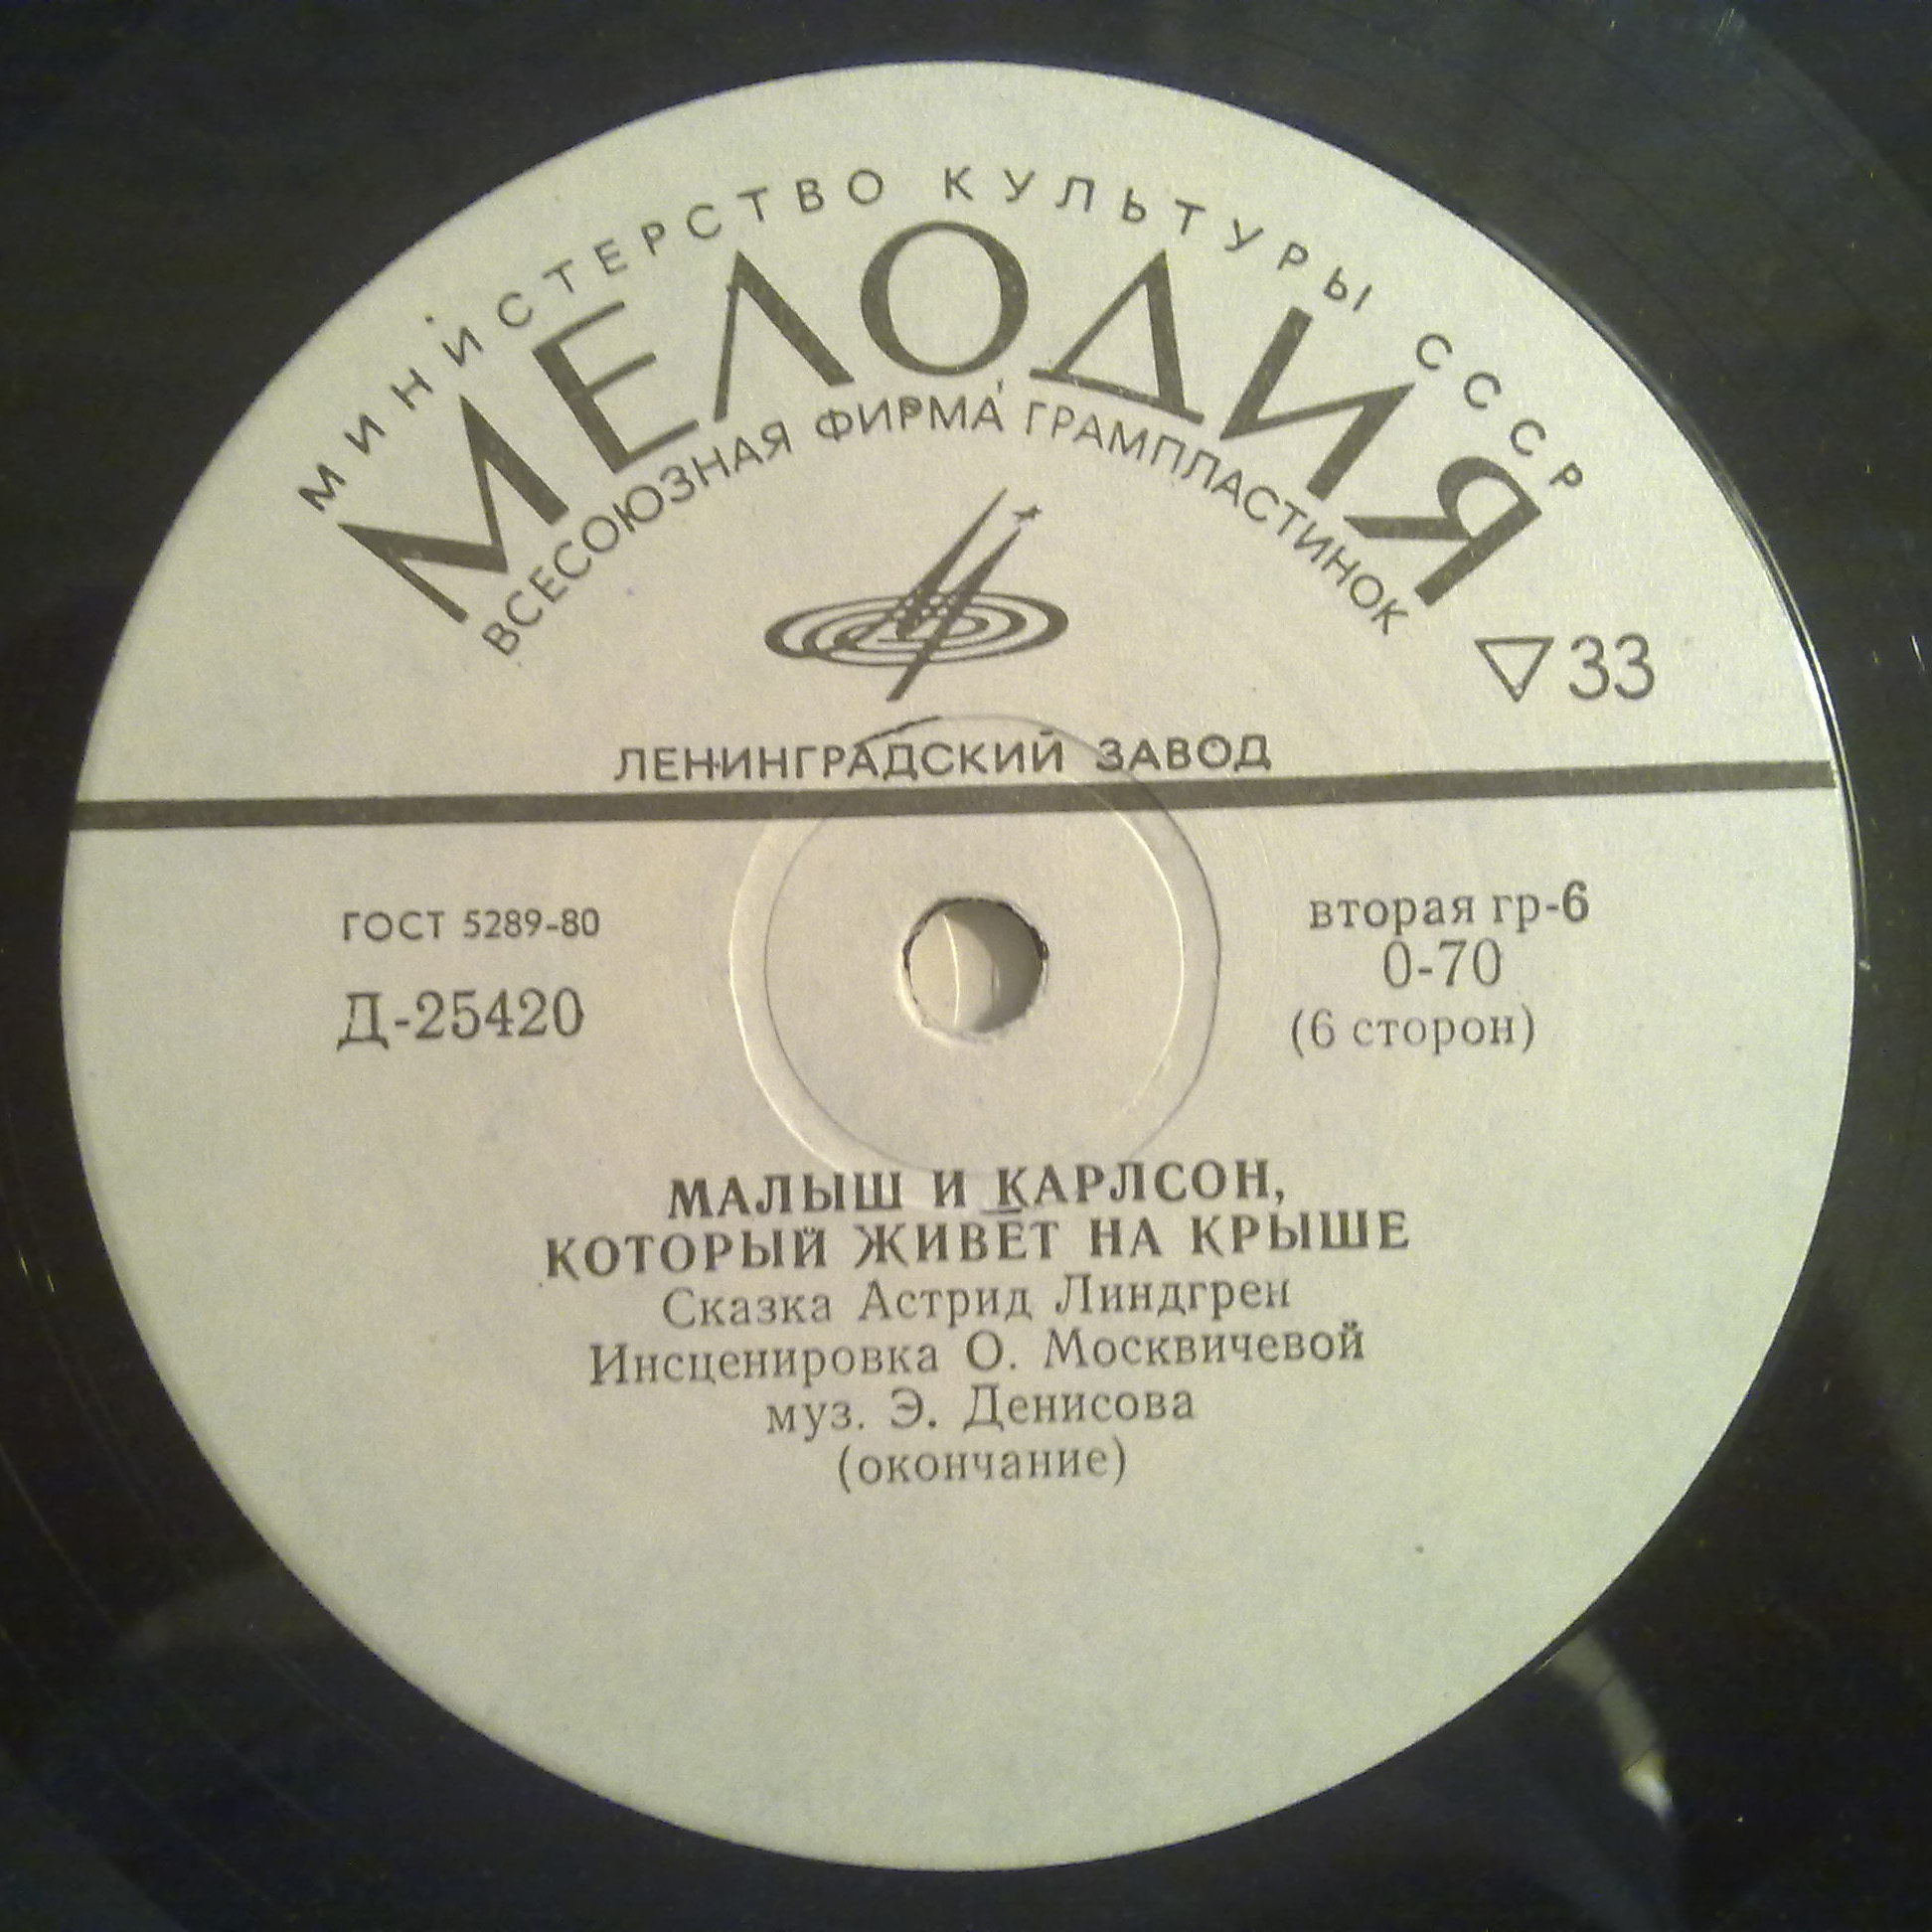 МИНИСТЕРСТВО КУЛЬТУРЫ СССР
МЕЛОДИЯ
ВСЕСОЮЗНАЯ ФИРМА ГРАМПЛАСТИНОК
▽33
ЛЕНИНГРАДСКИЙ ЗАВОД
ГОСТ 5289-80
Д-25420
вторая гр-6
0-70
(6 сторон)
МАЛЫШ И КАРЛСОН,
КОТОРЫЙ ЖИВЁТ НА КРЫШЕ
Сказка Астрид Линдгрен
Инсценировка О. Москвичевой
муз. Э. Денисова
(окончание)